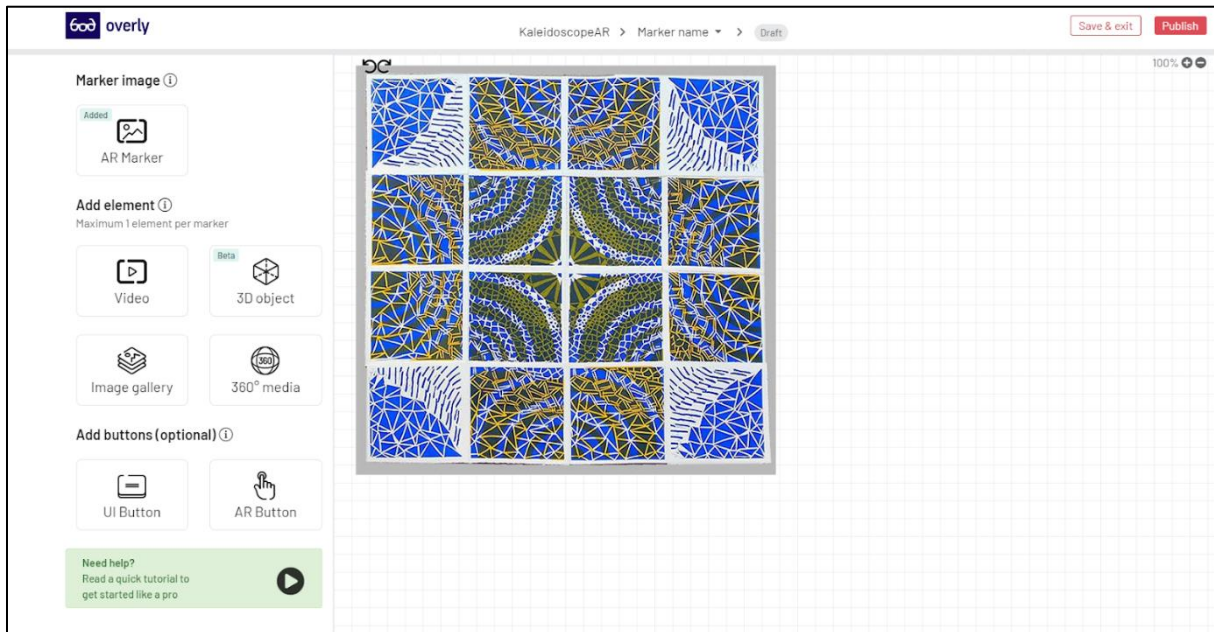 overly
KaleidoscopeAR > Marker name > Draft
Save & exit
Publish
100%
Marker image
Added
AR Marker
Add element
Maximum 1 element per marker
Video
Beta
3D object
Image gallery
360
360° media
Add buttons (optional)
UI Button
AR Button
Need help?
Read a quick tutorial to
get started like a pro